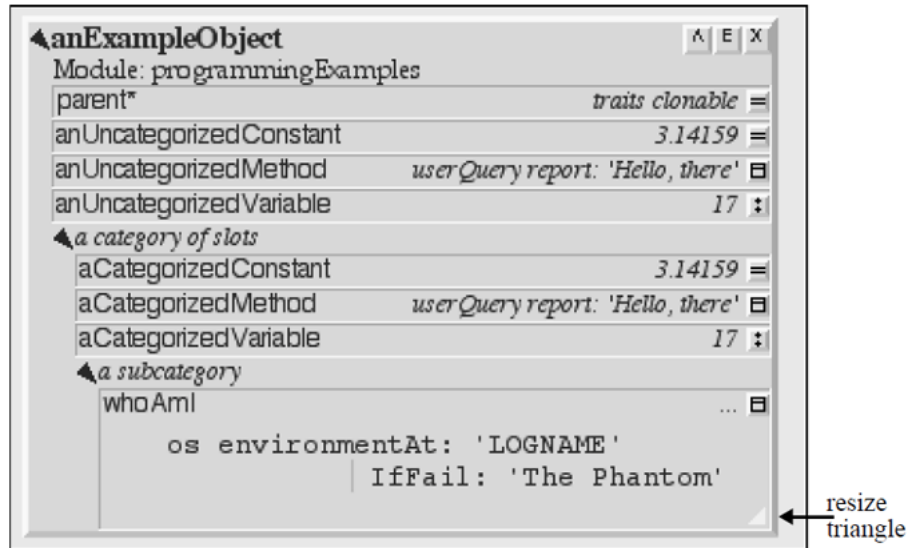 anExampleObject
Λ E X
Module: programmingExamples
parent* traits clonable =
anUncategorizedConstant 3.14159 =
anUncategorizedMethod userQuery report: 'Hello, there'
anUncategorizedVariable 17 :
a category of slots
aCategorizedConstant 3.14159 =
aCategorizedMethod userQuery report: 'Hello, there'
aCategorizedVariable 17 :
a subcategory
whoAmI ...
os environmentAt: 'LOGNAME'
IfFail: 'The Phantom'
resize
triangle